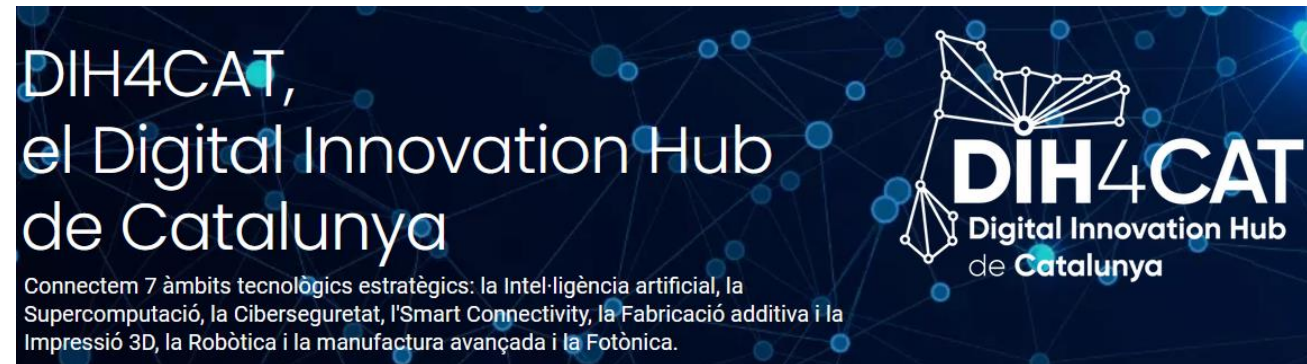 DIH4CAT,
el Digital Innovation Hub
de Catalunya
Connectem 7 àmbits tecnològics estratègics: la Intel·ligència artificial, la
Supercomputació, la Ciberseguretat, l'Smart Connectivity, la Fabricació additiva i la
Impressió 3D, la Robòtica i la manufactura avançada i la Fotònica.
DIH4CAT
Digital Innovation Hub
de Catalunya